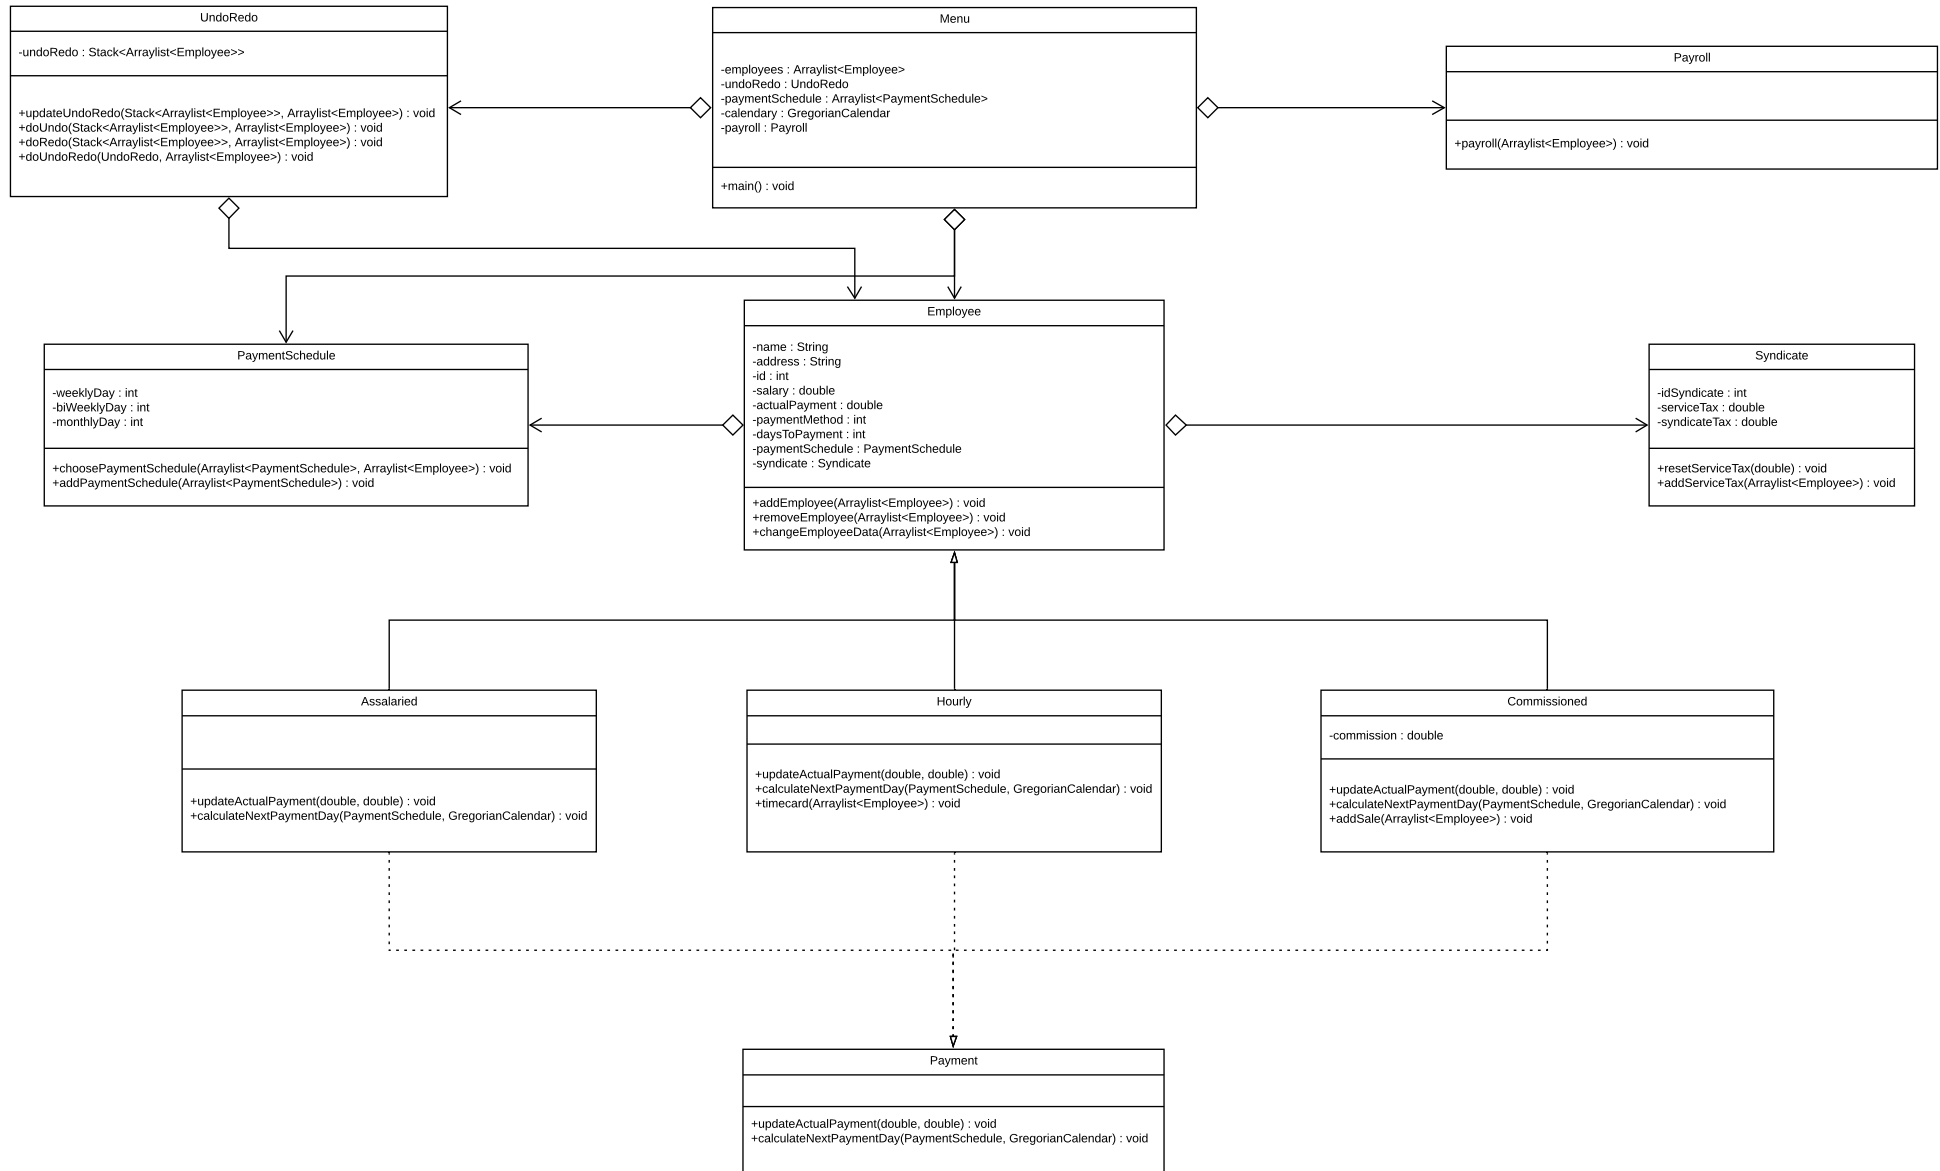 UndoRedo
-undoRedo : Stack<Arraylist<Employee>>
+updateUndoRedo(Stack<Arraylist<Employee>>, Arraylist<Employee>) : void
+doUndo(Stack<Arraylist<Employee>>, Arraylist<Employee>) : void
+doRedo(Stack<Arraylist<Employee>>, Arraylist<Employee>) : void
+doUndoRedo(UndoRedo, Arraylist<Employee>) : void
Menu
-employees : Arraylist<Employee>
-undoRedo : UndoRedo
-paymentSchedule : Arraylist<PaymentSchedule>
-calendary : GregorianCalendar
-payroll : Payroll
+main() : void
Payroll
+payroll(Arraylist<Employee>) : void
PaymentSchedule
-weeklyDay : int
-biWeeklyDay : int
-monthlyDay : int
+choosePaymentSchedule(Arraylist<PaymentSchedule>, Arraylist<Employee>) : void
+addPaymentSchedule(Arraylist<PaymentSchedule>) : void
Employee
-name : String
-address : String
-id : int
-salary : double
-actualPayment : double
-paymentMethod : int
-daysToPayment : int
-paymentSchedule : PaymentSchedule
-syndicate : Syndicate
+addEmployee(Arraylist<Employee>) : void
+removeEmployee(Arraylist<Employee>) : void
+changeEmployeeData(Arraylist<Employee>) : void
Syndicate
-idSyndicate : int
-serviceTax : double
-syndicateTax : double
+resetServiceTax(double) : void
+addServiceTax(Arraylist<Employee>) : void
Assalaried
+updateActualPayment(double, double) : void
+calculateNextPaymentDay(PaymentSchedule, GregorianCalendar) : void
Hourly
+updateActualPayment(double, double) : void
+calculateNextPaymentDay(PaymentSchedule, GregorianCalendar) : void
+timecard(Arraylist<Employee>) : void
Commissioned
-commission : double
+updateActualPayment(double, double) : void
+calculateNextPaymentDay(PaymentSchedule, GregorianCalendar) : void
+addSale(Arraylist<Employee>) : void
Payment
+updateActualPayment(double, double) : void
+calculateNextPaymentDay(PaymentSchedule, GregorianCalendar) : void